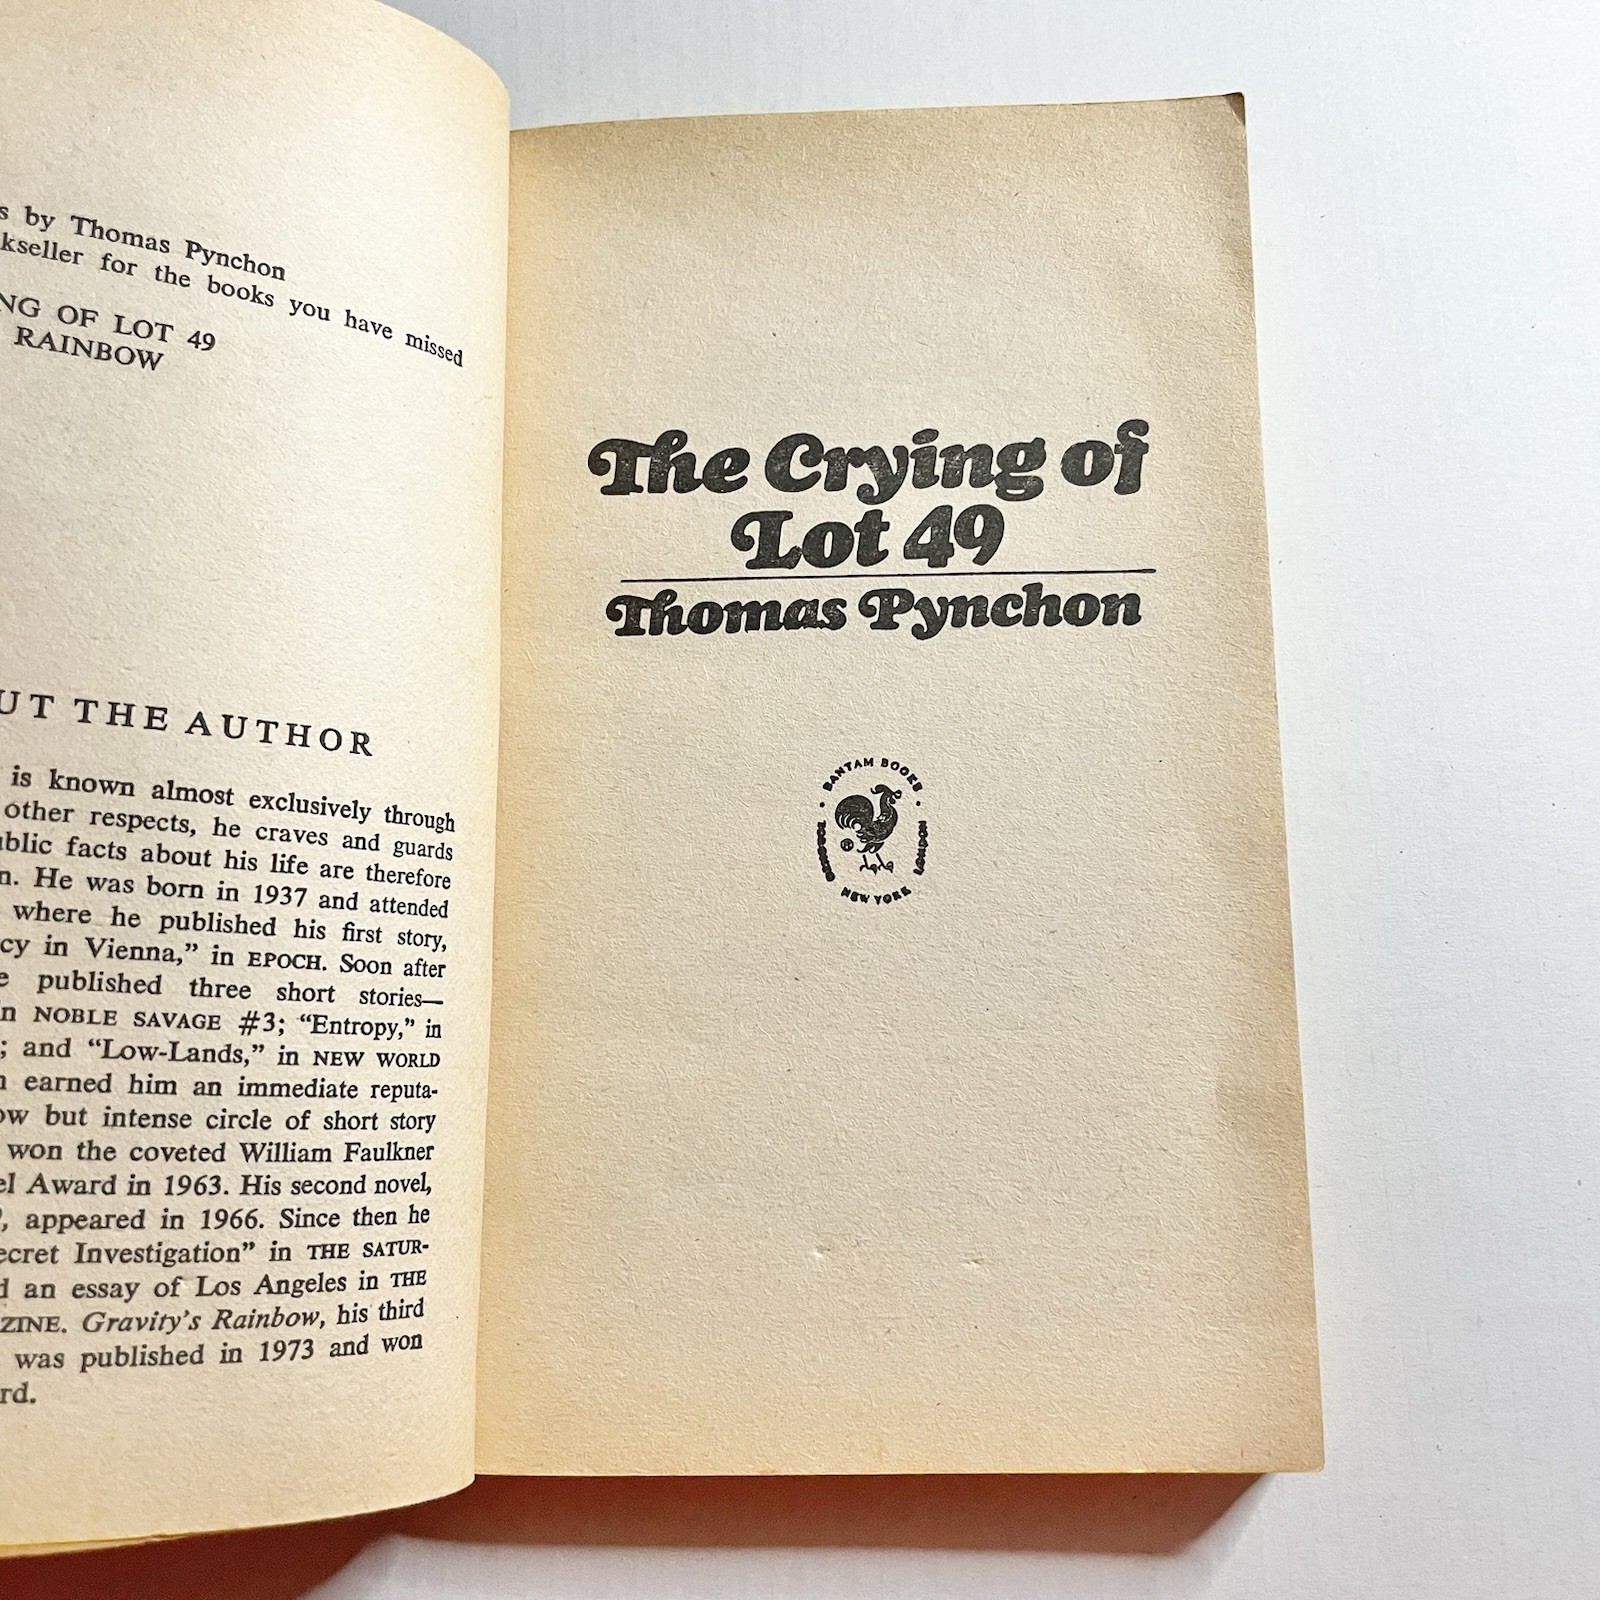 s by Thomas Pynchon
kseller for the books you have missed
NG OF LOT 49
RAINBOW
UT THE AUTHOR
is known almost exclusively through
other respects, he craves and guards
blic facts about his life are therefore
n. He was born in 1937 and attended
where he published his first story,
cy in Vienna,” in EPOCH. Soon after
e published three short stories—
n NOBLE SAVAGE #3; “Entropy,” in
; and “Low-Lands,” in NEW WORLD
n earned him an immediate reputa-
ow but intense circle of short story
won the coveted William Faulkner
el Award in 1963. His second novel,
, appeared in 1966. Since then he
ecret Investigation” in THE SATUR-
d an essay of Los Angeles in THE
ZINE. Gravity’s Rainbow, his third
was published in 1973 and won
rd.
The Crying of
Lot 49
Thomas Pynchon
BANTAM BOOKS
TORONTO · NEW YORK · LONDON